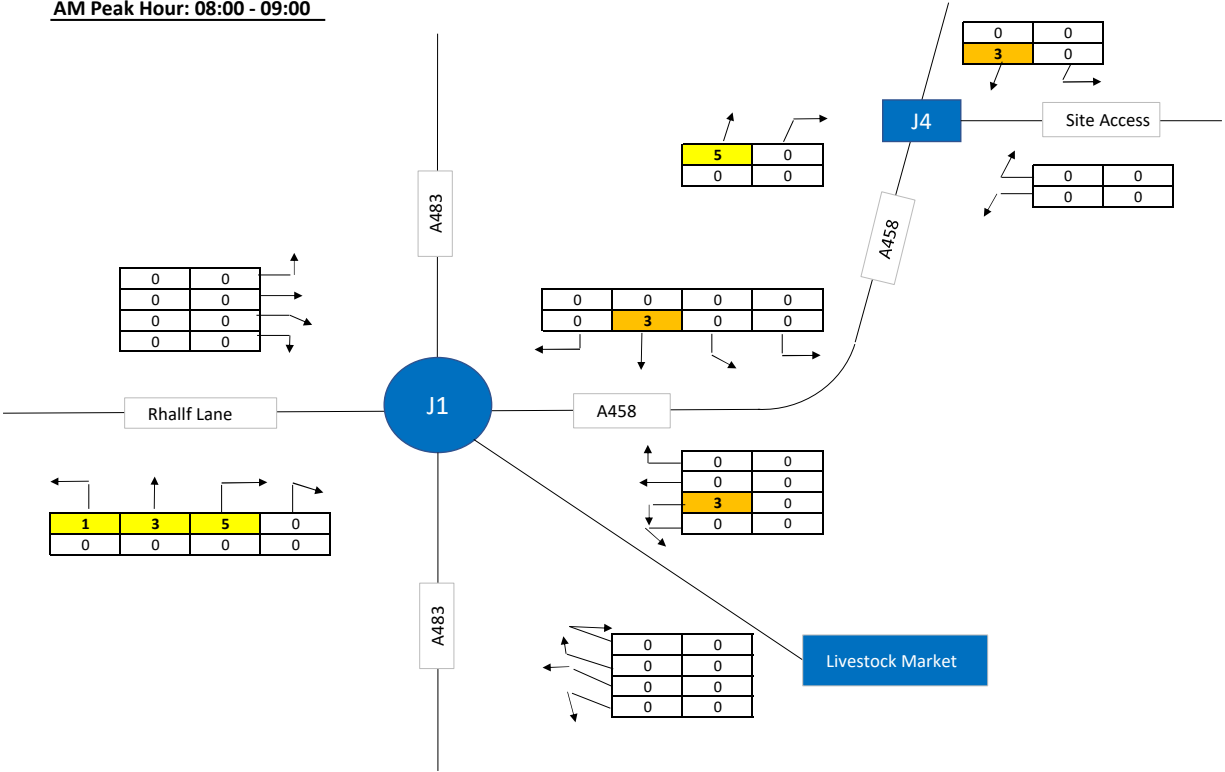 AM Peak Hour: 08:00 - 09:00
0 0
3 0
J4
Site Access
5 0
0 0
0 0
0 0
A483
A458
0 0
0 0
0 0
0 0
0 0 0 0
0 3 0 0
Rhallf Lane
J1
A458
0 0
0 0
3 0
0 0
1 3 5 0
0 0 0 0
A483
0 0
0 0
0 0
0 0
Livestock Market